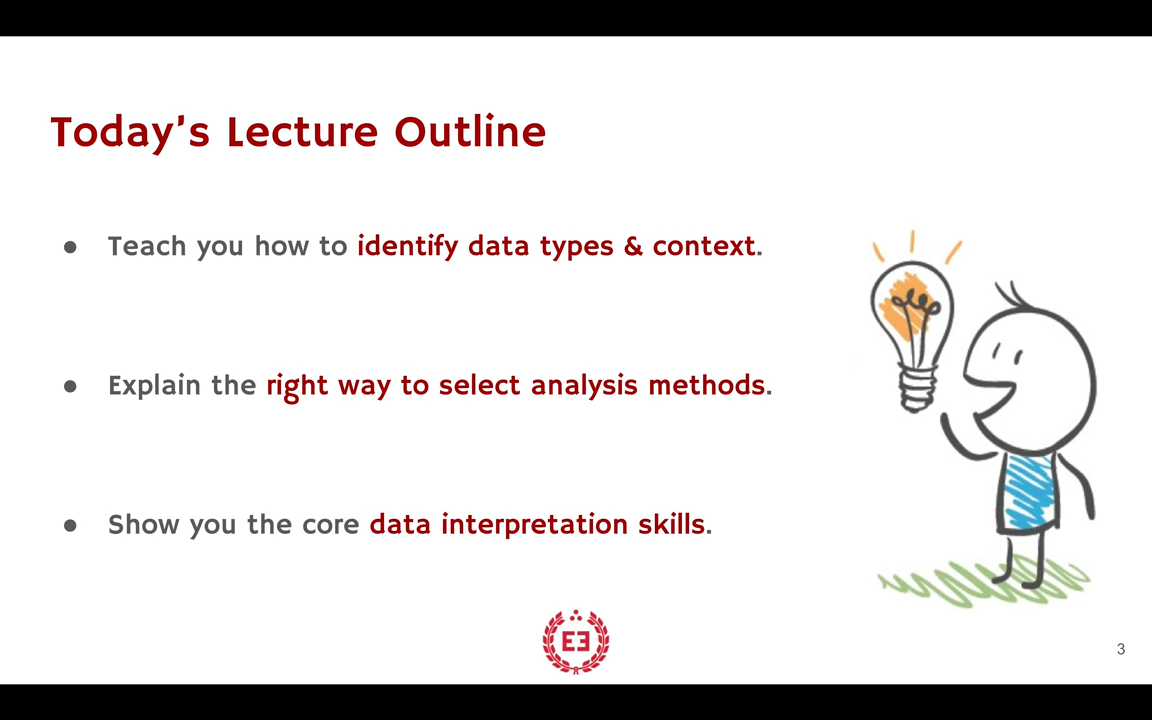 Today's Lecture Outline
● Teach you how to identify data types & context.
● Explain the right way to select analysis methods.
● Show you the core data interpretation skills.
EE
3